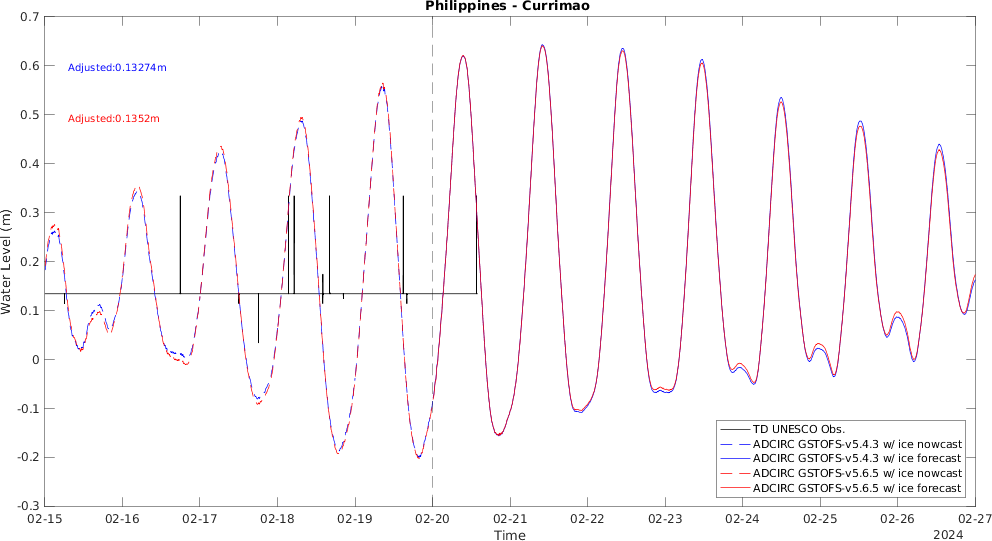 Philippines - Currimao
0.7
0.6
0.5
0.4
0.3
0.2
0.1
0
-0.1
-0.2
-0.3
Water Level (m)
Adjusted:0.13274m
Adjusted:0.1352m
TD UNESCO Obs.
ADCIRC GSTOFS-v5.4.3 w/ ice nowcast
ADCIRC GSTOFS-v5.4.3 w/ ice forecast
ADCIRC GSTOFS-v5.6.5 w/ ice nowcast
ADCIRC GSTOFS-v5.6.5 w/ ice forecast
02-15 02-16 02-17 02-18 02-19 02-20 02-21 02-22 02-23 02-24 02-25 02-26 02-27
Time
2024